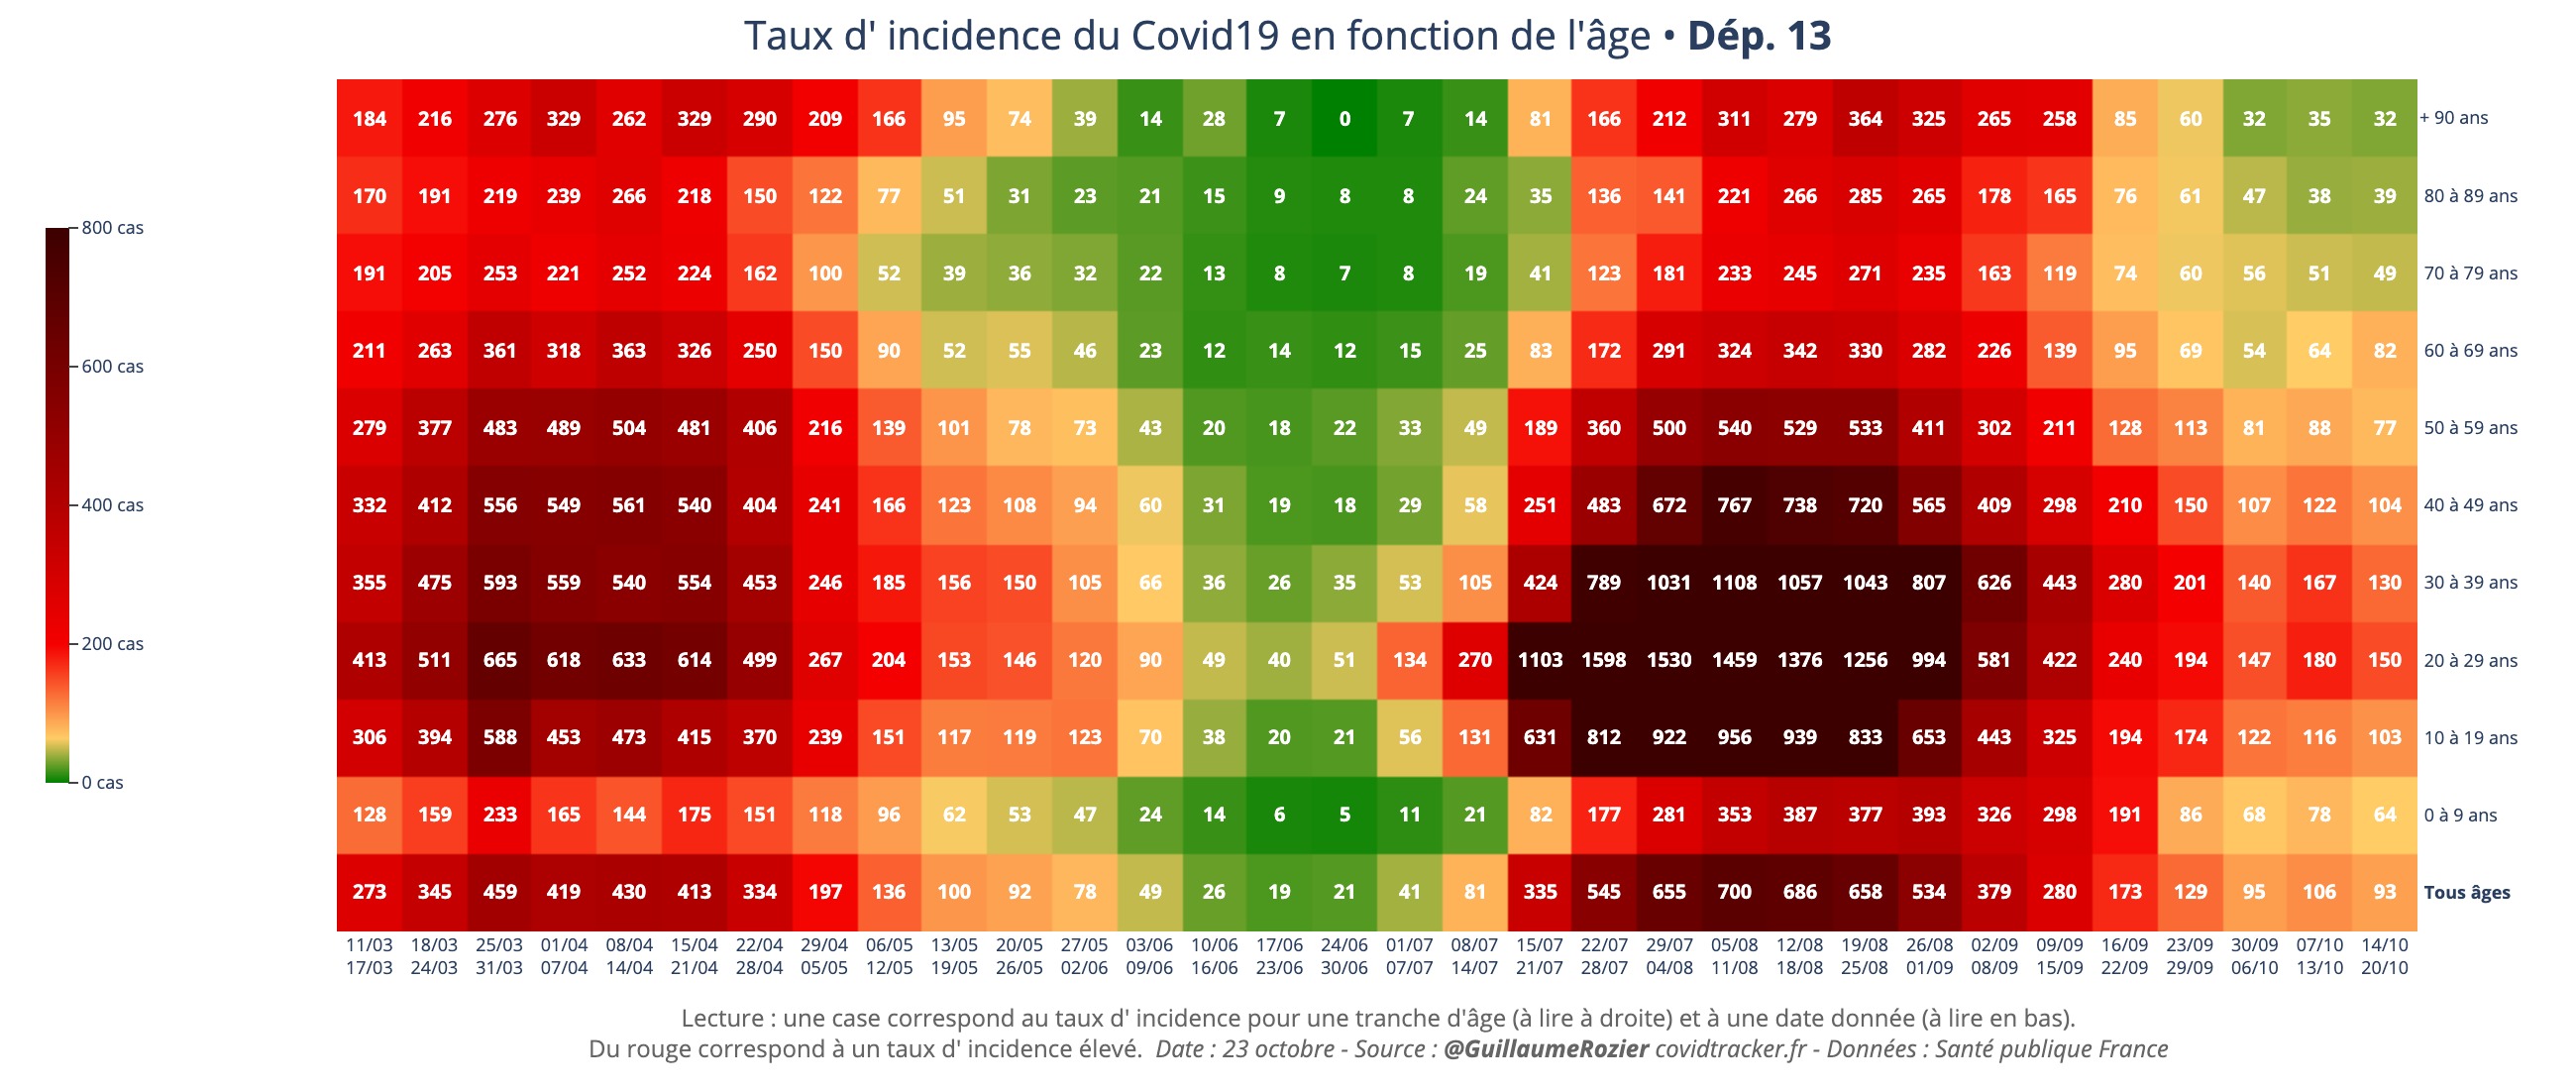 Taux d' incidence du Covid19 en fonction de l'âge • Dép. 13
184 216 276 329 262 329 290 209 166 95 74 39 14 28 7 0 7 14 81 166 212 311 279 364 325 265 258 85 60 32 35 32 + 90 ans
170 191 219 239 266 218 150 122 77 51 31 23 21 15 9 8 8 24 35 136 141 221 266 285 265 178 165 76 61 47 38 39 80 à 89 ans
800 cas
191 205 253 221 252 224 162 100 52 39 36 32 22 13 8 7 8 19 41 123 181 233 245 271 235 163 119 74 60 56 51 49 70 à 79 ans
211 263 361 318 363 326 250 150 90 52 55 46 23 12 14 12 15 25 83 172 291 324 342 330 282 226 139 95 69 54 64 82 60 à 69 ans
600 cas
279 377 483 489 504 481 406 216 139 101 78 73 43 20 18 22 33 49 189 360 500 540 529 533 411 302 211 128 113 81 88 77 50 à 59 ans
400 cas
332 412 556 549 561 540 404 241 166 123 108 94 60 31 19 18 29 58 251 483 672 767 738 720 565 409 298 210 150 107 122 104 40 à 49 ans
355 475 593 559 540 554 453 246 185 156 150 105 66 36 26 35 53 105 424 789 1031 1108 1057 1043 807 626 443 280 201 140 167 130 30 à 39 ans
200 cas
413 511 665 618 633 614 499 267 204 153 146 120 90 49 40 51 134 270 1103 1598 1530 1459 1376 1256 994 581 422 240 194 147 180 150 20 à 29 ans
306 394 588 453 473 415 370 239 151 117 119 123 70 38 20 21 56 131 631 812 922 956 939 833 653 443 325 194 174 122 116 103 10 à 19 ans
0 cas
128 159 233 165 144 175 151 118 96 62 53 47 24 14 6 5 11 21 82 177 281 353 387 377 393 326 298 191 86 68 78 64 0 à 9 ans
273 345 459 419 430 413 334 197 136 100 92 78 49 26 19 21 41 81 335 545 655 700 686 658 534 379 280 173 129 95 106 93 Tous âges
11/03 18/03 25/03 01/04 08/04 15/04 22/04 29/04 06/05 13/05 20/05 27/05 03/06 10/06 17/06 24/06 01/07 08/07 15/07 22/07 29/07 05/08 12/08 19/08 26/08 02/09 09/09 16/09 23/09 30/09 07/10 14/10
17/03 24/03 31/03 07/04 14/04 21/04 28/04 05/05 12/05 19/05 26/05 02/06 09/06 16/06 23/06 30/06 07/07 14/07 21/07 28/07 04/08 11/08 18/08 25/08 01/09 08/09 15/09 22/09 29/09 06/10 13/10 20/10
Lecture : une case correspond au taux d' incidence pour une tranche d'âge (à lire à droite) et à une date donnée (à lire en bas).
Du rouge correspond à un taux d' incidence élevé. Date : 23 octobre - Source : @GuillaumeRozier covidtracker.fr - Données : Santé publique France